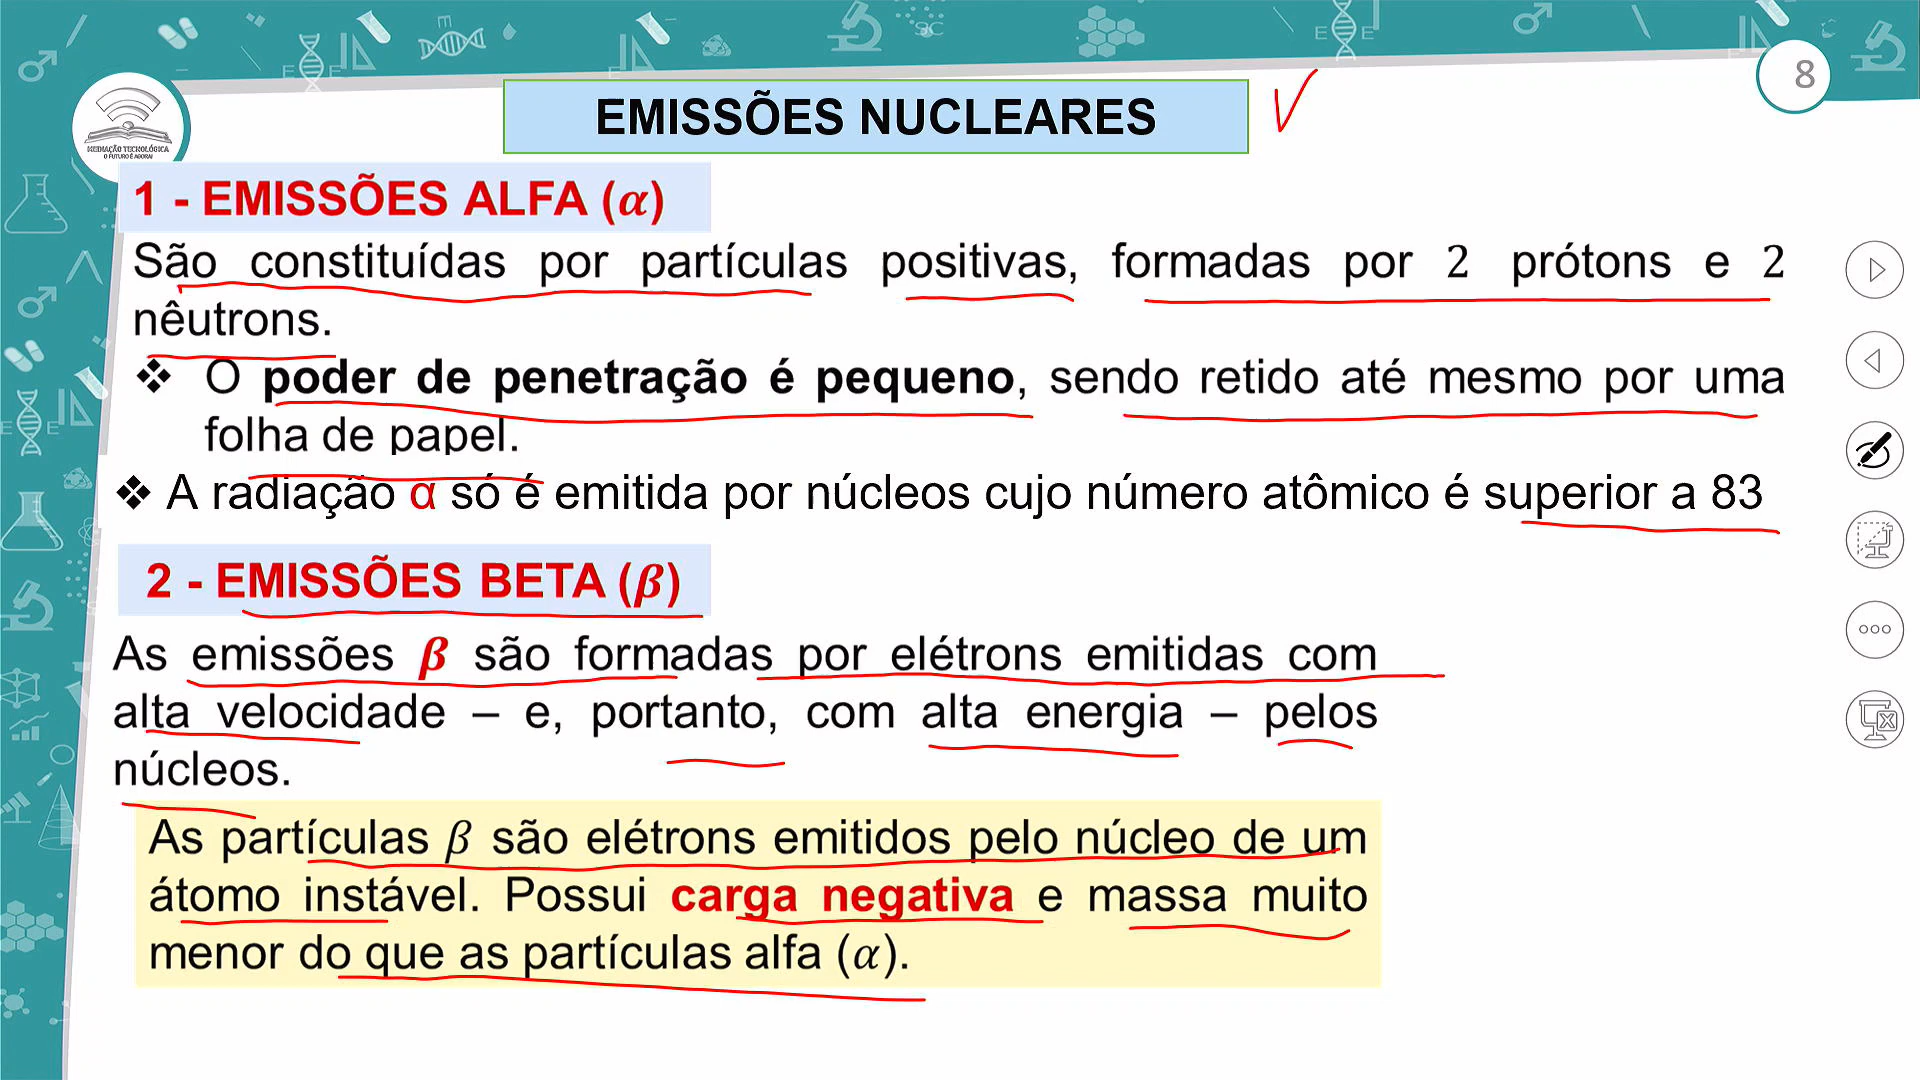 8
MEDIAÇÃO TECNOLÓGICA
O FUTURO É AGORA!
EMISSÕES NUCLEARES
1 - EMISSÕES ALFA (α)
São constituídas por partículas positivas, formadas por 2 prótons e 2
nêutrons.
❖ O poder de penetração é pequeno, sendo retido até mesmo por uma
folha de papel.
❖ A radiação α só é emitida por núcleos cujo número atômico é superior a 83
2 - EMISSÕES BETA (β)
As emissões β são formadas por elétrons emitidas com
alta velocidade – e, portanto, com alta energia – pelos
núcleos.
As partículas β são elétrons emitidos pelo núcleo de um
átomo instável. Possui carga negativa e massa muito
menor do que as partículas alfa (α).